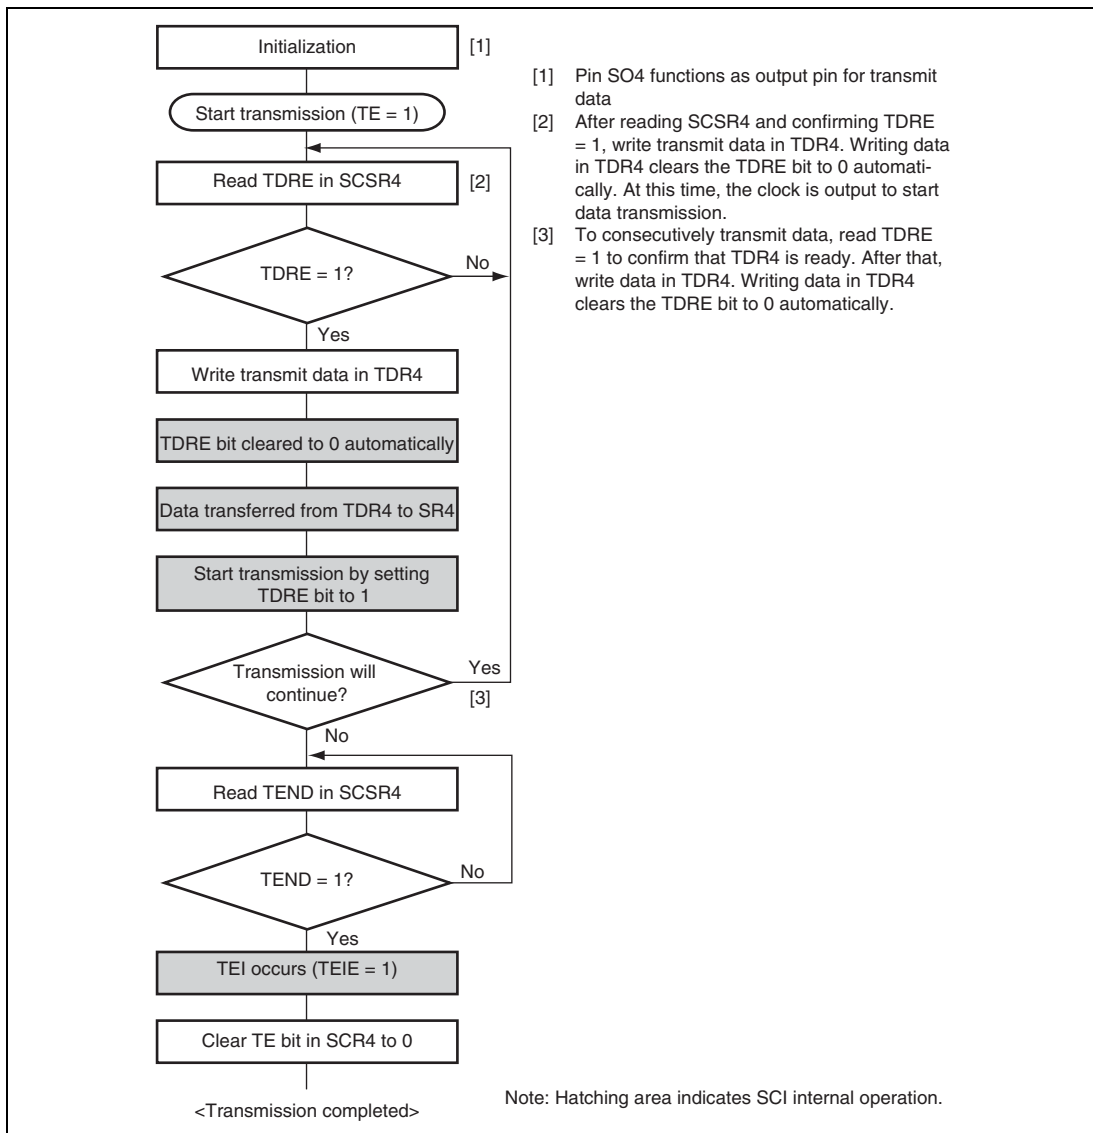 Initialization
[1]
Start transmission (TE = 1)
Read TDRE in SCSR4
[2]
TDRE = 1?
No
Yes
Write transmit data in TDR4
TDRE bit cleared to 0 automatically
Data transferred from TDR4 to SR4
Start transmission by setting
TDRE bit to 1
Transmission will
continue?
Yes
[3]
No
Read TEND in SCSR4
TEND = 1?
No
Yes
TEI occurs (TEIE = 1)
Clear TE bit in SCR4 to 0
<Transmission completed>
[1] Pin SO4 functions as output pin for transmit
data
[2] After reading SCSR4 and confirming TDRE
= 1, write transmit data in TDR4. Writing data
in TDR4 clears the TDRE bit to 0 automati-
cally. At this time, the clock is output to start
data transmission.
[3] To consecutively transmit data, read TDRE
= 1 to confirm that TDR4 is ready. After that,
write data in TDR4. Writing data in TDR4
clears the TDRE bit to 0 automatically.
Note: Hatching area indicates SCI internal operation.